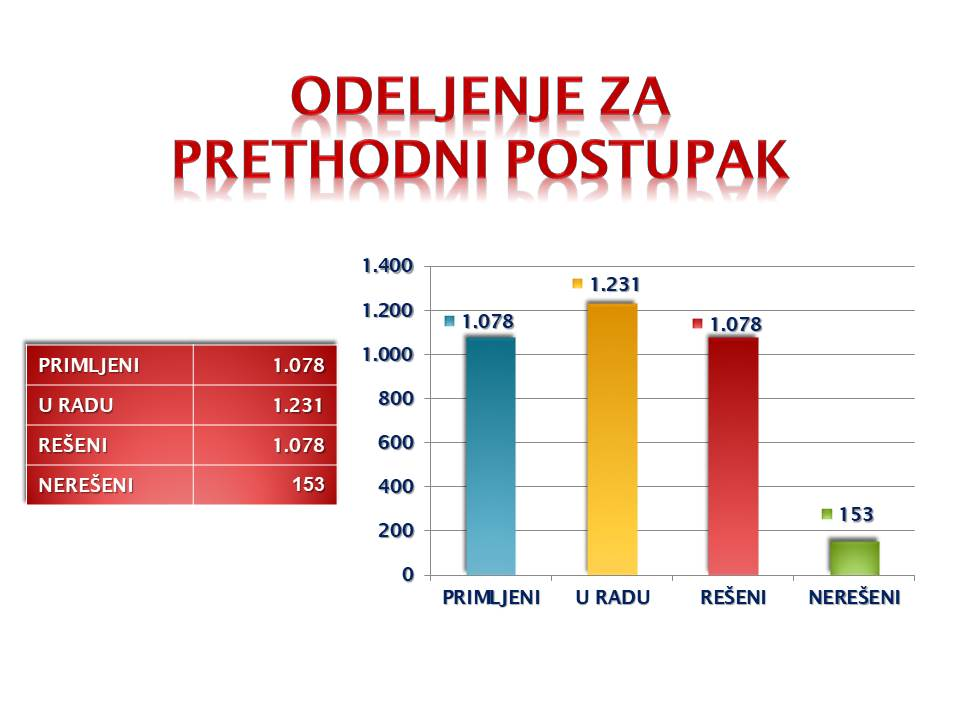 ODELJENJE ZA
PRETHODNI POSTUPAK
PRIMLJENI 1.078
U RADU 1.231
REŠENI 1.078
NEREŠENI 153
1.400
1.200
1.000
800
600
400
200
0
1.078
1.231
1.078
153
PRIMLJENI U RADU REŠENI NEREŠENI